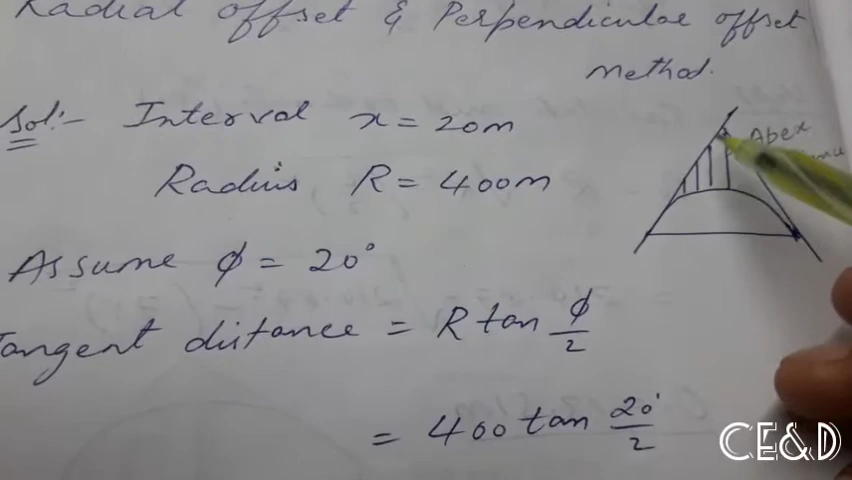 Radial offset & Perpendicular offset
method.
Sol:- Interval x = 20m
Apex
Radius R = 400m
Assume φ = 20°
Tangent distance = R tan φ/2
= 400 tan 20°/2
CE&D